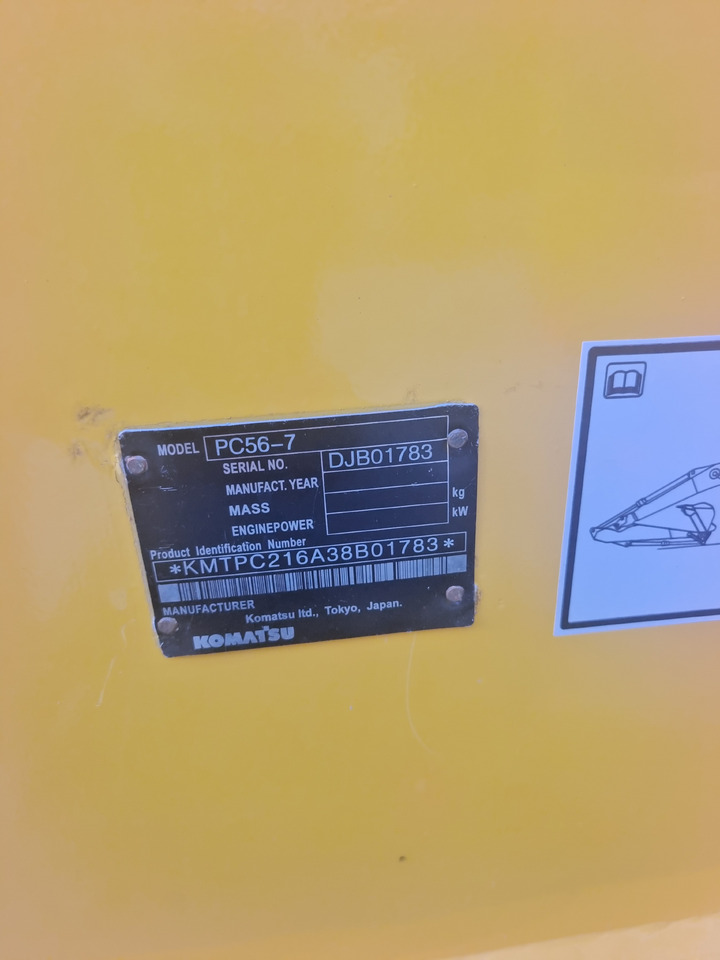 MODEL PC56-7
SERIAL NO. DJB01783
MANUFACT. YEAR
MASS kg
ENGINEPOWER kW
Product Identification Number
*KMTPC216A38B01783*
MANUFACTURER
Komatsu ltd., Tokyo, Japan.
KOMATSU